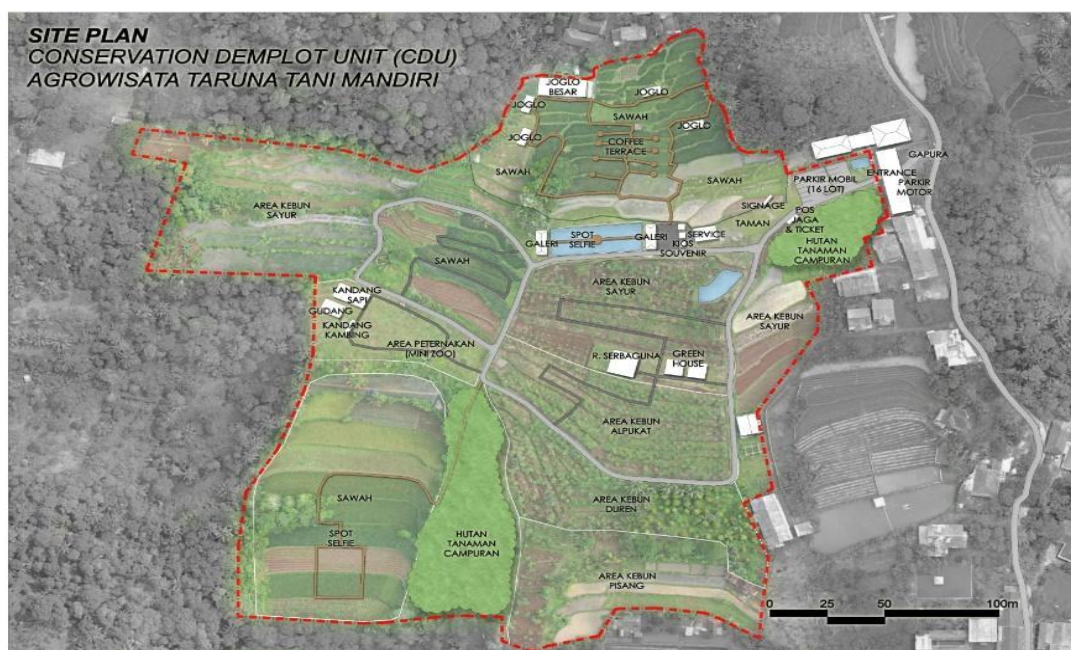 SITE PLAN
CONSERVATION DEMPLOT UNIT (CDU)
AGROWISATA TARUNA TANI MANDIRI
JOGLO
BESAR
JOGLO
JOGLO
SAWAH
JOGLO
JOGLO
COFFEE
TERRACE
SAWAH
SAWAH
GAPURA
ENTRANCE
PARKIR MOBIL
(16 LOT)
PARKIR
MOTOR
AREA KEBUN
SAYUR
SIGNAGE
POS
JAGA
& TICKET
TAMAN
GALERI
SPOT
SELFIE
GALERI
SERVICE
KIOS
SOUVENIR
HUTAN
TANAMAN
CAMPURAN
SAWAH
AREA KEBUN
SAYUR
KANDANG
SAPI
GUDANG
KANDANG
KAMBING
AREA KEBUN
SAYUR
AREA PETERNAKAN
(MINI ZOO)
R. SERBAGUNA
GREEN
HOUSE
AREA KEBUN
ALPUKAT
SAWAH
AREA KEBUN
DUREN
SPOT
SELFIE
HUTAN
TANAMAN
CAMPURAN
AREA KEBUN
PISANG
0 25 50 100m